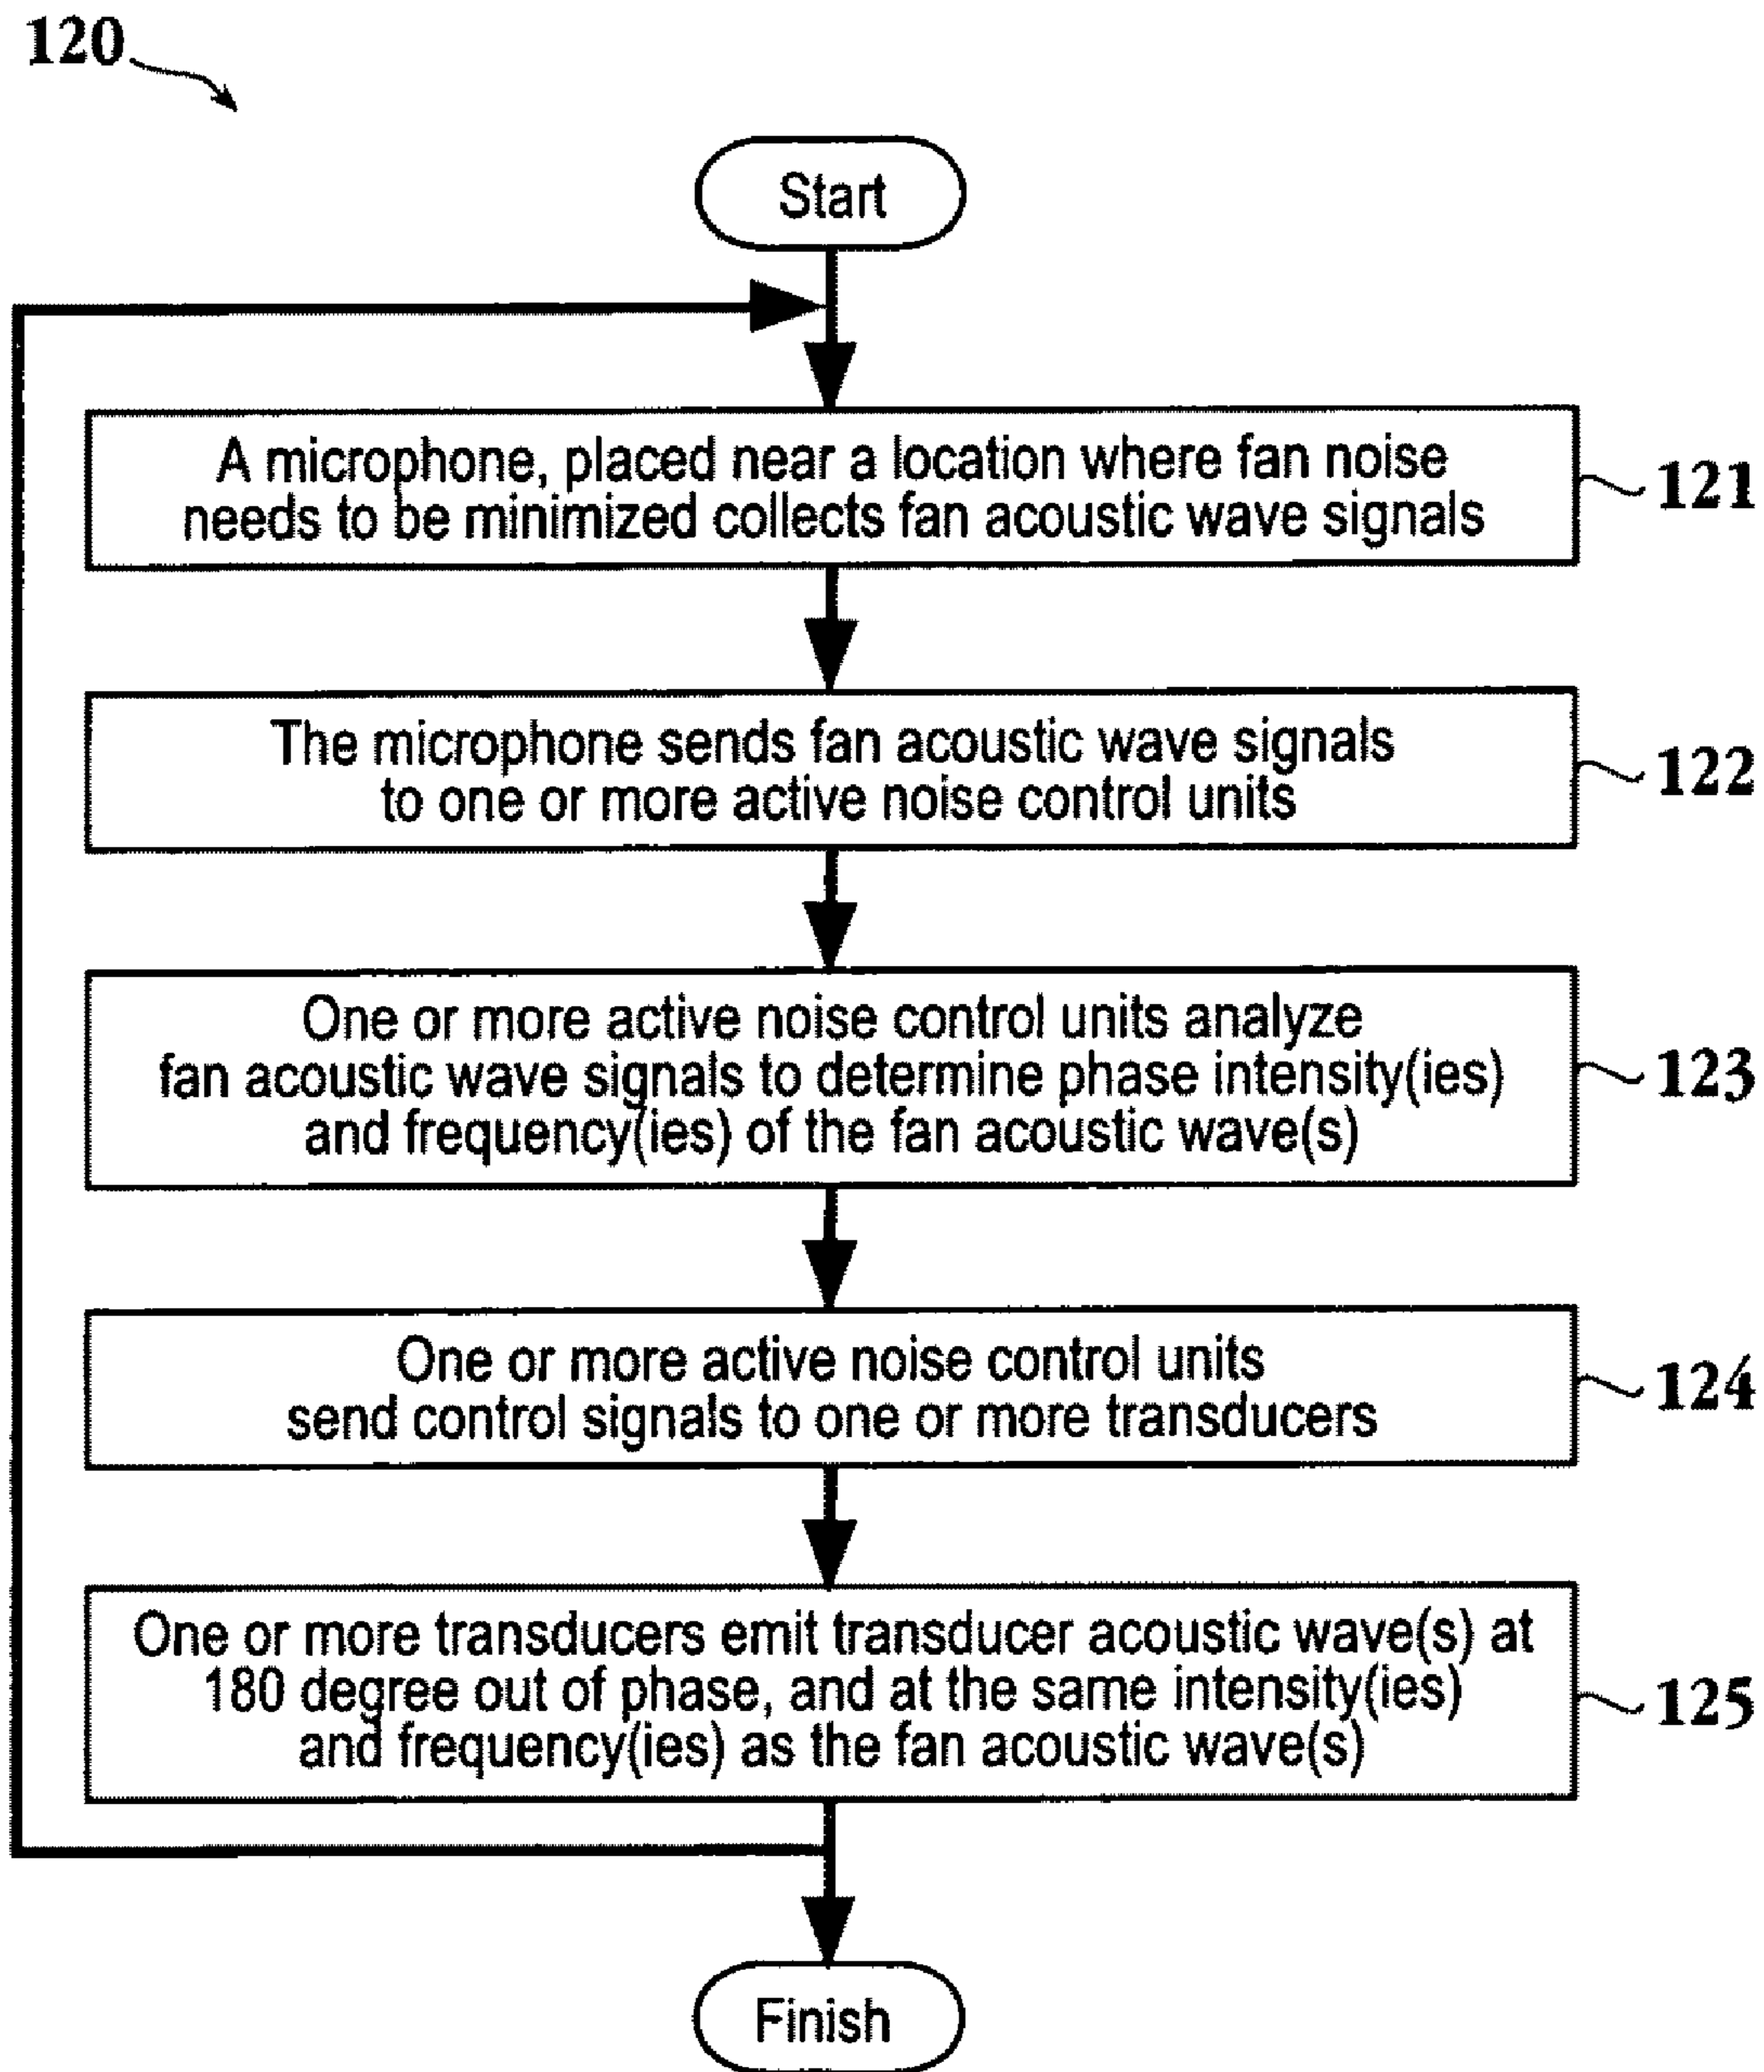 120
Start
A microphone, placed near a location where fan noise
needs to be minimized collects fan acoustic wave signals
121
The microphone sends fan acoustic wave signals
to one or more active noise control units
122
One or more active noise control units analyze
fan acoustic wave signals to determine phase intensity(ies)
and frequency(ies) of the fan acoustic wave(s)
123
One or more active noise control units
send control signals to one or more transducers
124
One or more transducers emit transducer acoustic wave(s) at
180 degree out of phase, and at the same intensity(ies)
and frequency(ies) as the fan acoustic wave(s)
125
Finish